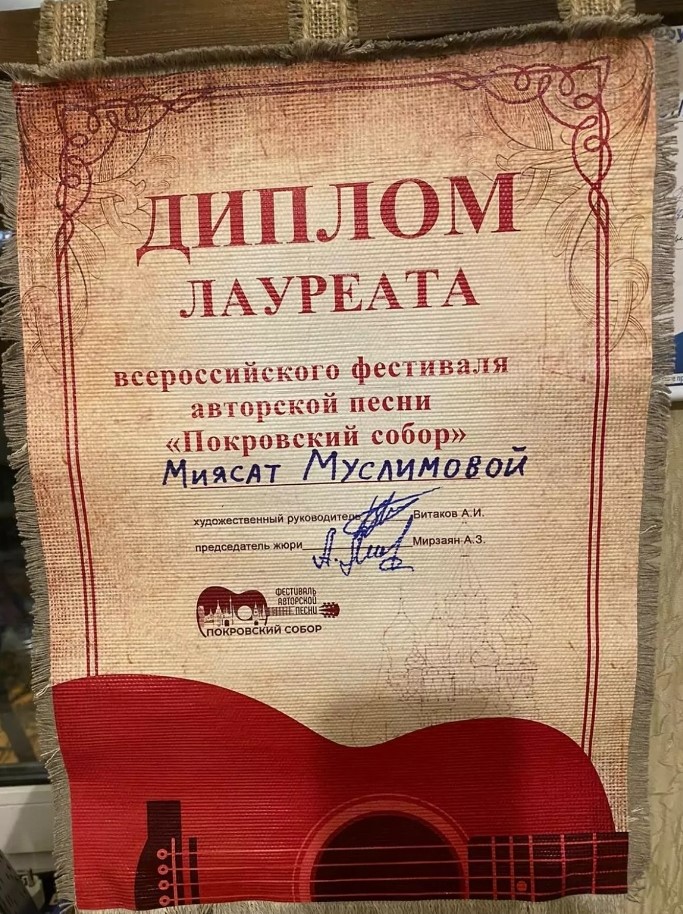 ДИПЛОМ
ЛАУРЕАТА
всероссийского фестиваля
авторской песни
«Покровский собор»
Миясат Муслимовой
художественный руководитель Витаков А.И.
председатель жюри Мирзаян А.З.
ФЕСТИВАЛЬ
АВТОРСКОЙ
ПЕСНИ
ПОКРОВСКИЙ СОБОР